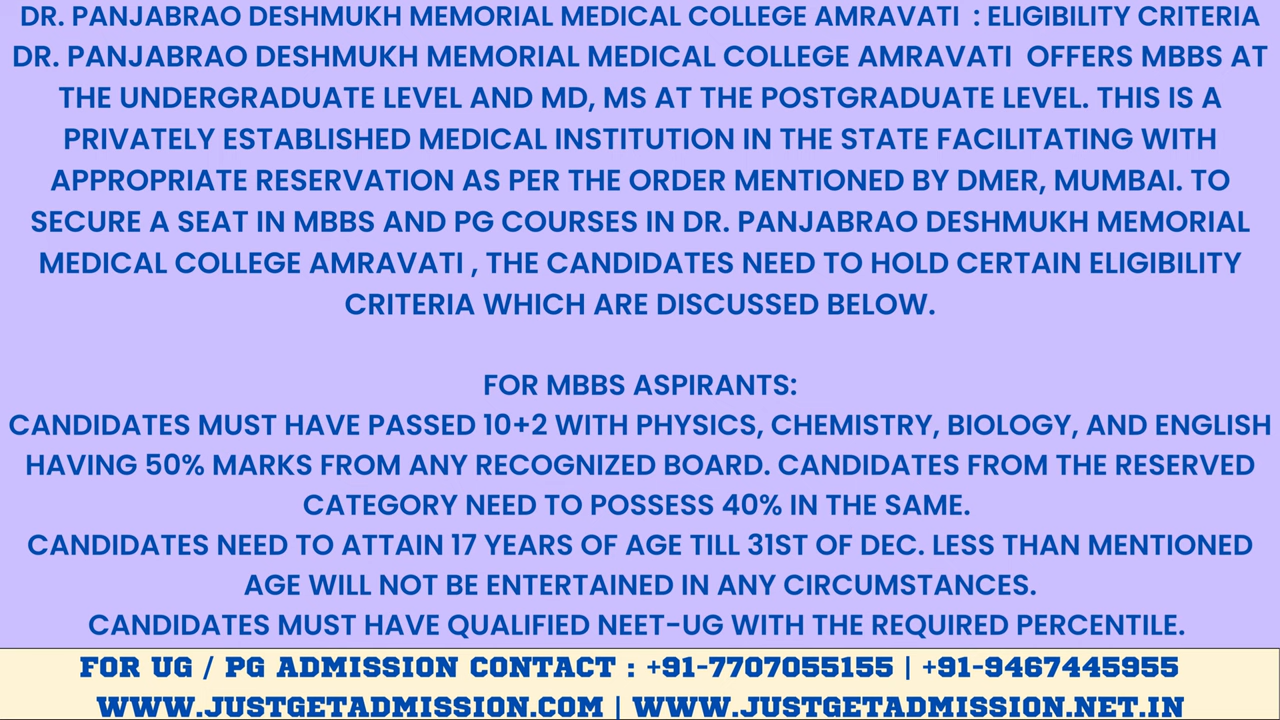 DR. PANJABRAO DESHMUKH MEMORIAL MEDICAL COLLEGE AMRAVATI : ELIGIBILITY CRITERIA
DR. PANJABRAO DESHMUKH MEMORIAL MEDICAL COLLEGE AMRAVATI OFFERS MBBS AT
THE UNDERGRADUATE LEVEL AND MD, MS AT THE POSTGRADUATE LEVEL. THIS IS A
PRIVATELY ESTABLISHED MEDICAL INSTITUTION IN THE STATE FACILITATING WITH
APPROPRIATE RESERVATION AS PER THE ORDER MENTIONED BY DMER, MUMBAI. TO
SECURE A SEAT IN MBBS AND PG COURSES IN DR. PANJABRAO DESHMUKH MEMORIAL
MEDICAL COLLEGE AMRAVATI , THE CANDIDATES NEED TO HOLD CERTAIN ELIGIBILITY
CRITERIA WHICH ARE DISCUSSED BELOW.
FOR MBBS ASPIRANTS:
CANDIDATES MUST HAVE PASSED 10+2 WITH PHYSICS, CHEMISTRY, BIOLOGY, AND ENGLISH
HAVING 50% MARKS FROM ANY RECOGNIZED BOARD. CANDIDATES FROM THE RESERVED
CATEGORY NEED TO POSSESS 40% IN THE SAME.
CANDIDATES NEED TO ATTAIN 17 YEARS OF AGE TILL 31ST OF DEC. LESS THAN MENTIONED
AGE WILL NOT BE ENTERTAINED IN ANY CIRCUMSTANCES.
CANDIDATES MUST HAVE QUALIFIED NEET-UG WITH THE REQUIRED PERCENTILE.
FOR UG / PG ADMISSION CONTACT : +91-7707055155 | +91-9467445955
WWW.JUSTGETADMISSION.COM | WWW.JUSTGETADMISSION.NET.IN